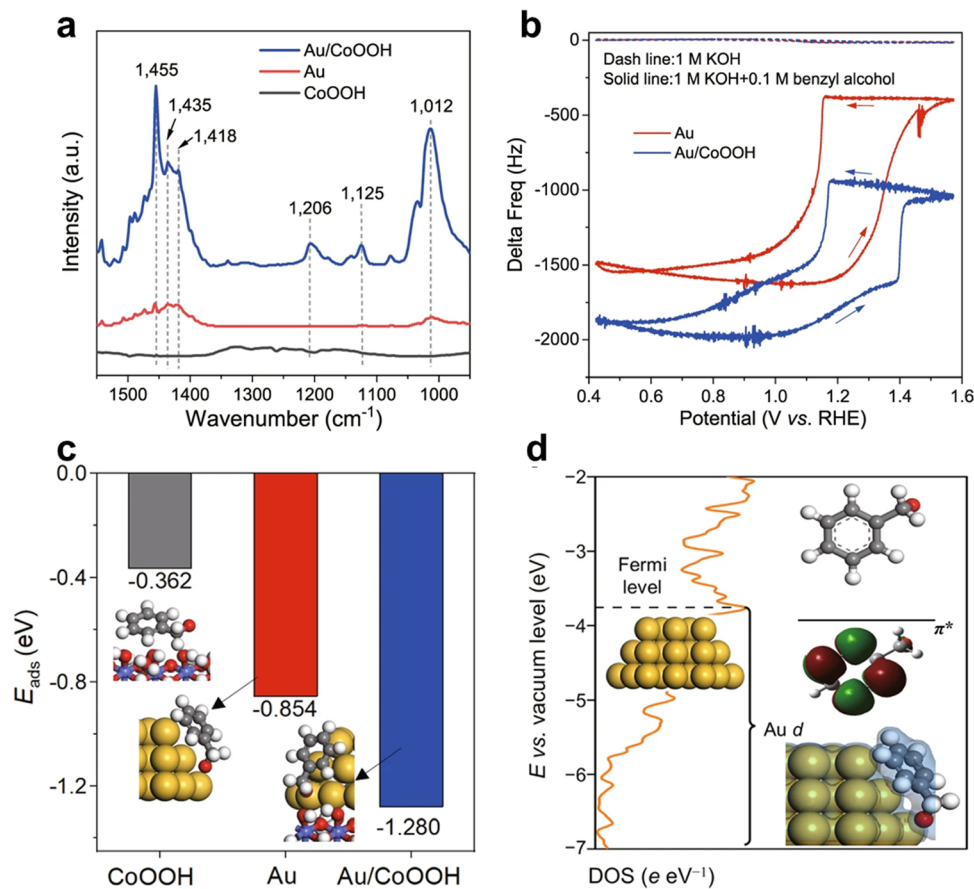 a
Au/CoOOH
Au
CoOOH
1,455
1,435
1,418
1,206
1,125
1,012
Intensity (a.u.)
1500
1400
1300
1200
1100
1000
Wavenumber (cm⁻¹)
b
Dash line:1 M KOH
Solid line:1 M KOH+0.1 M benzyl alcohol
Au
Au/CoOOH
0
-500
-1000
-1500
-2000
Delta Freq (Hz)
0.4
0.6
0.8
1.0
1.2
1.4
1.6
Potential (V vs. RHE)
c
0.0
-0.4
-0.8
-1.2
Eads (eV)
-0.362
-0.854
-1.280
CoOOH
Au
Au/CoOOH
d
−2
−3
−4
−5
−6
−7
E vs. vacuum level (eV)
Fermi
level
π*
Au d
DOS (e eV⁻¹)